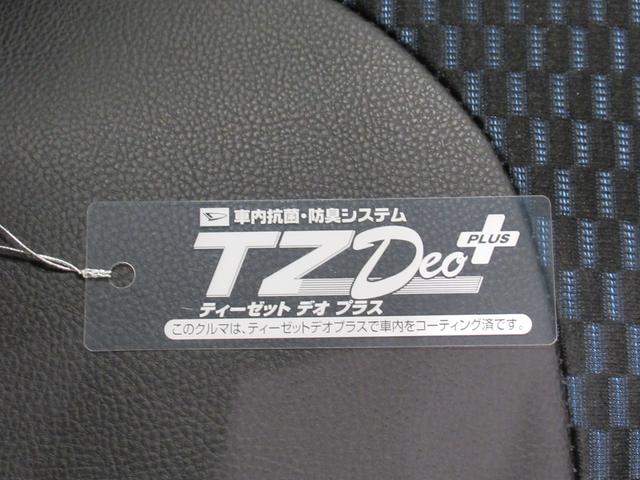 車内抗菌・防臭システム
TZ Deo PLUS
ティーゼット デオ プラス
このクルマは、ティーゼットデオプラスで車内をコーティング済です。